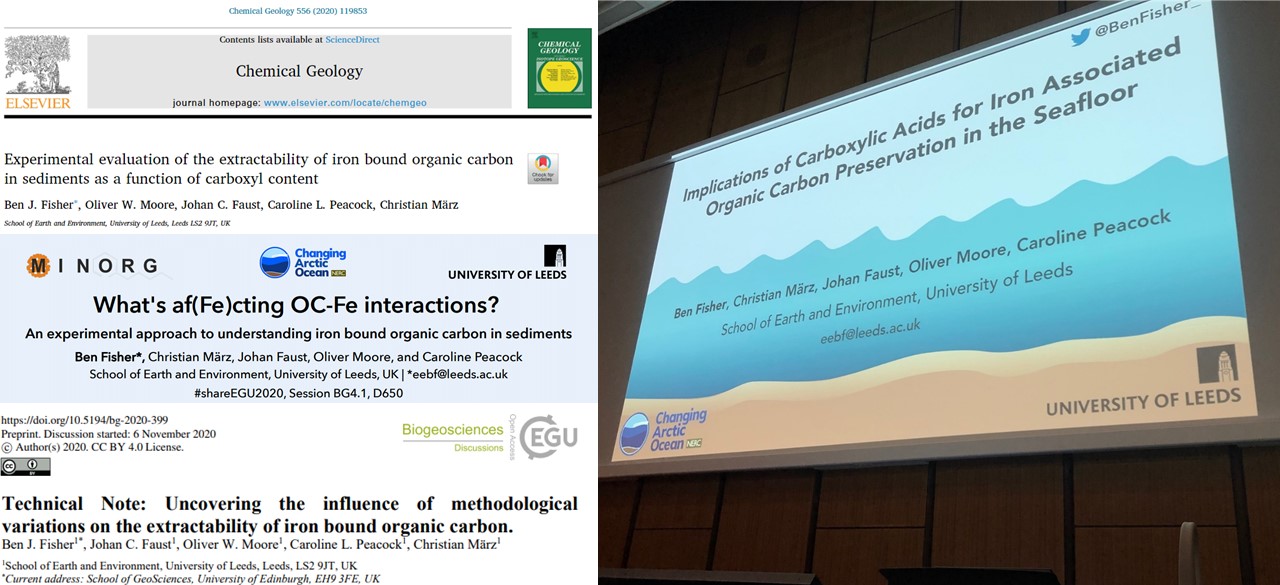 Chemical Geology 556 (2020) 119853
Contents lists available at ScienceDirect
Chemical Geology
journal homepage: www.elsevier.com/locate/chemgeo
ELSEVIER
CHEMICAL
GEOLOGY
Experimental evaluation of the extractability of iron bound organic carbon
in sediments as a function of carboxyl content
Check for
updates
Ben J. Fisher*, Oliver W. Moore, Johan C. Faust, Caroline L. Peacock, Christian März
School of Earth and Environment, University of Leeds, Leeds LS2 9JT, UK
MINORG
Changing
Arctic
Ocean NERC
UNIVERSITY OF LEEDS
What's af(Fe)cting OC-Fe interactions?
An experimental approach to understanding iron bound organic carbon in sediments
Ben Fisher*, Christian März, Johan Faust, Oliver Moore, and Caroline Peacock
School of Earth and Environment, University of Leeds, UK | *eebf@leeds.ac.uk
#shareEGU2020, Session BG4.1, D650
https://doi.org/10.5194/bg-2020-399
Preprint. Discussion started: 6 November 2020
© Author(s) 2020. CC BY 4.0 License.
cc
BY
Biogeosciences
Discussions
Open Access
EGU
Technical Note: Uncovering the influence of methodological
variations on the extractability of iron bound organic carbon.
Ben J. Fisher1*, Johan C. Faust1, Oliver W. Moore1, Caroline L. Peacock1, Christian März1
1School of Earth and Environment, University of Leeds, Leeds, LS2 9JT, UK
*Current address: School of GeoSciences, University of Edinburgh, EH9 3FE, UK
@BenFisher_
Implications of Carboxylic Acids for Iron Associated
Organic Carbon Preservation in the Seafloor
Ben Fisher, Christian März, Johan Faust, Oliver Moore, Caroline Peacock
School of Earth and Environment, University of Leeds
eebf@leeds.ac.uk
Changing
Arctic
Ocean NERC
UNIVERSITY OF LEEDS